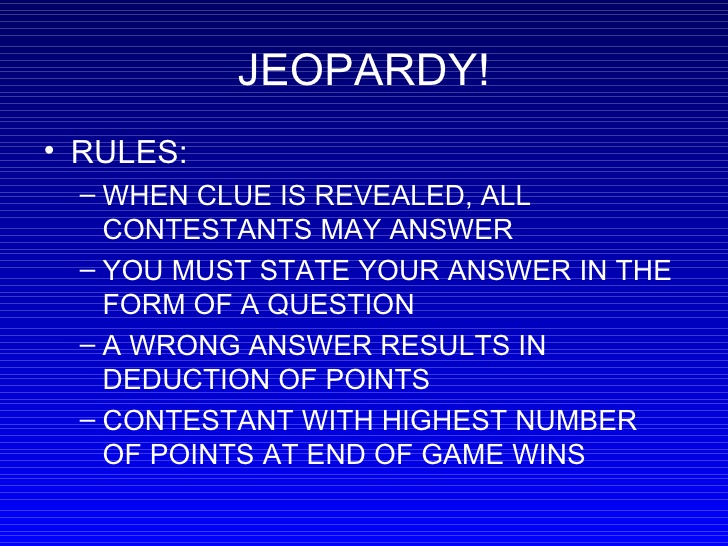 JEOPARDY!
• RULES:
– WHEN CLUE IS REVEALED, ALL
CONTESTANTS MAY ANSWER
– YOU MUST STATE YOUR ANSWER IN THE
FORM OF A QUESTION
– A WRONG ANSWER RESULTS IN
DEDUCTION OF POINTS
– CONTESTANT WITH HIGHEST NUMBER
OF POINTS AT END OF GAME WINS